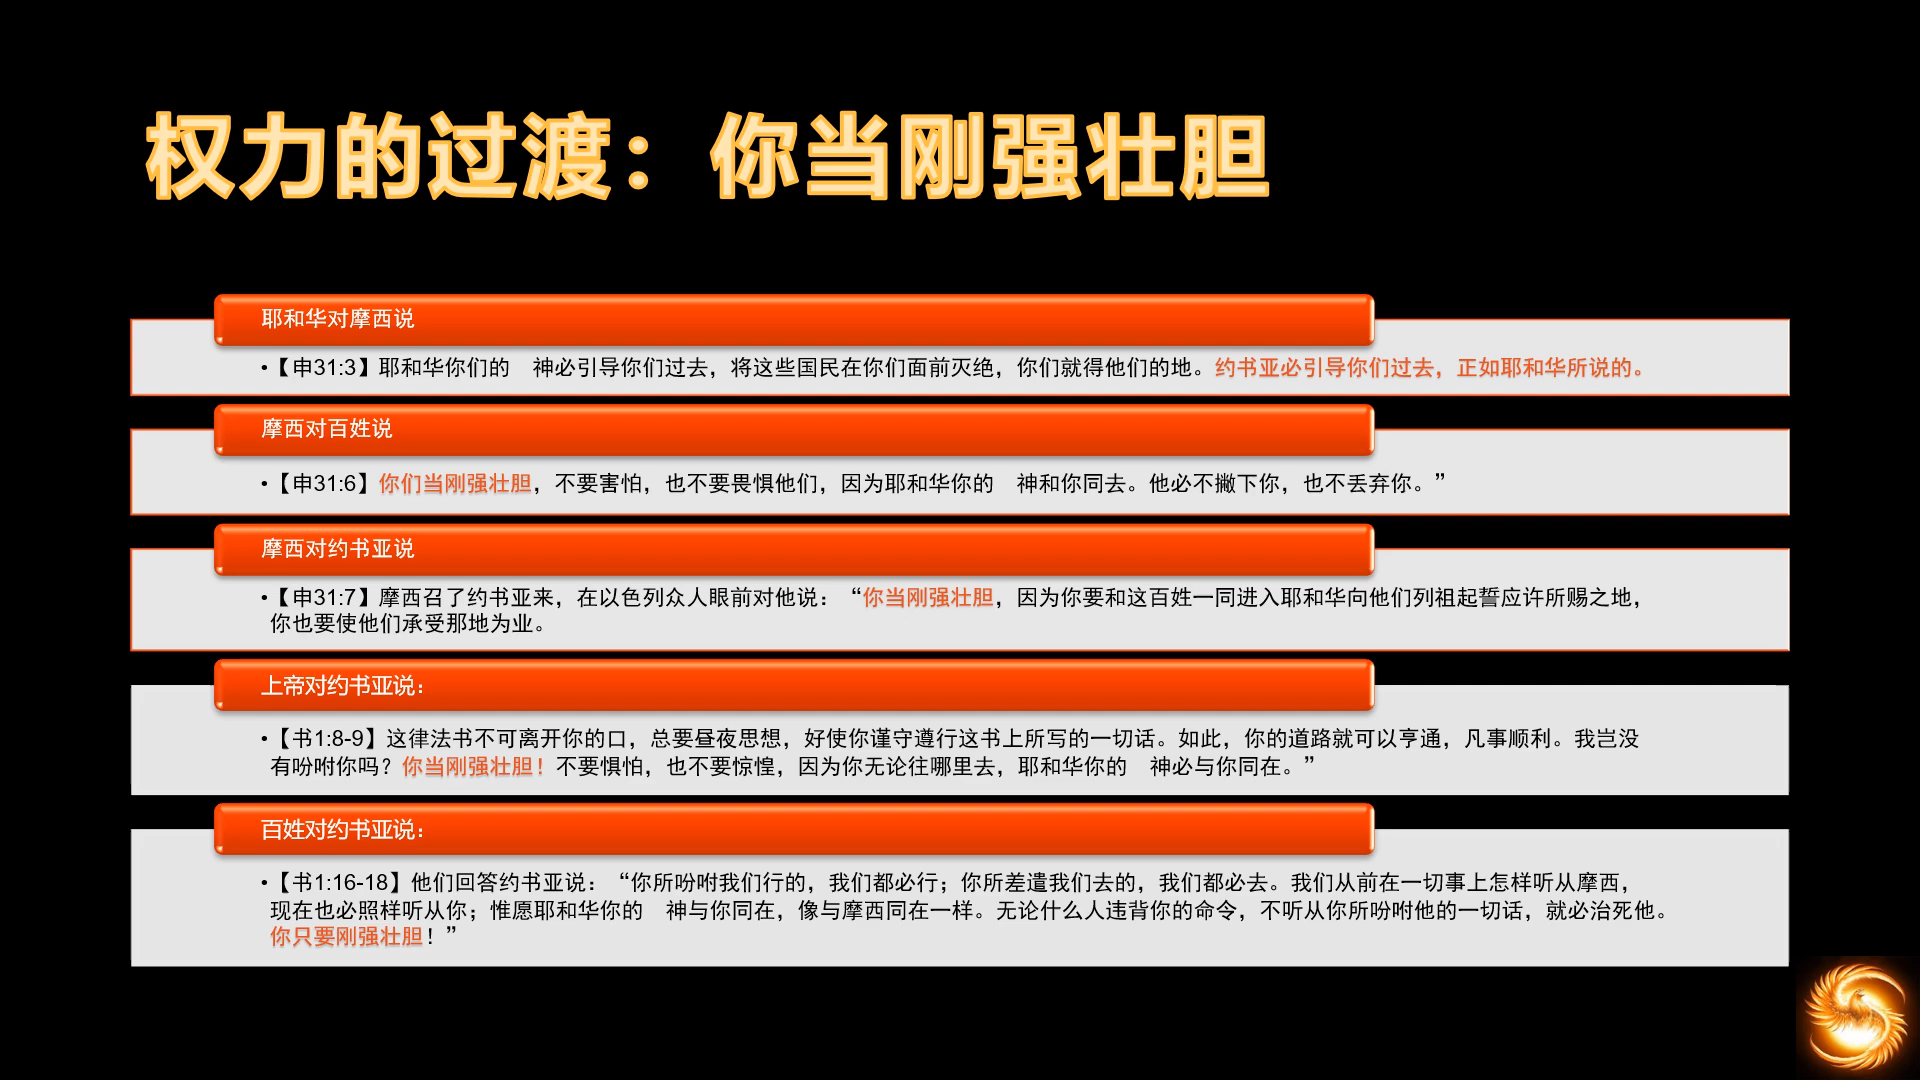 权力的过渡：你当刚强壮胆
耶和华对摩西说
•【申31:3】耶和华你们的　神必引导你们过去，将这些国民在你们面前灭绝，你们就得他们的地。约书亚必引导你们过去，正如耶和华所说的。
摩西对百姓说
•【申31:6】你们当刚强壮胆，不要害怕，也不要畏惧他们，因为耶和华你的　神和你同去。他必不撇下你，也不丢弃你。”
摩西对约书亚说
•【申31:7】摩西召了约书亚来，在以色列众人眼前对他说：“你当刚强壮胆，因为你要和这百姓一同进入耶和华向他们列祖起誓应许所赐之地，
你也要使他们承受那地为业。
上帝对约书亚说：
•【书1:8-9】这律法书不可离开你的口，总要昼夜思想，好使你谨守遵行这书上所写的一切话。如此，你的道路就可以亨通，凡事顺利。我岂没
有吩咐你吗？你当刚强壮胆！不要惧怕，也不要惊惶，因为你无论往哪里去，耶和华你的　神必与你同在。”
百姓对约书亚说：
•【书1:16-18】他们回答约书亚说：“你所吩咐我们行的，我们都必行；你所差遣我们去的，我们都必去。我们从前在一切事上怎样听从摩西，
现在也必照样听从你；惟愿耶和华你的　神与你同在，像与摩西同在一样。无论什么人违背你的命令，不听从你所吩咐他的一切话，就必治死他。
你只要刚强壮胆！”